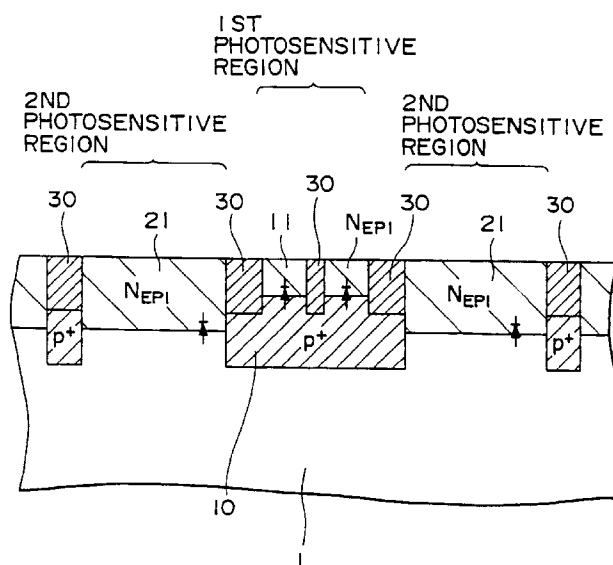 1ST
PHOTOSENSITIVE
REGION
2ND
PHOTOSENSITIVE
REGION
2ND
PHOTOSENSITIVE
REGION
30
21
30
11
30
NEPI
30
21
30
NEPI
NEPI
P+
P+
P+
10
1